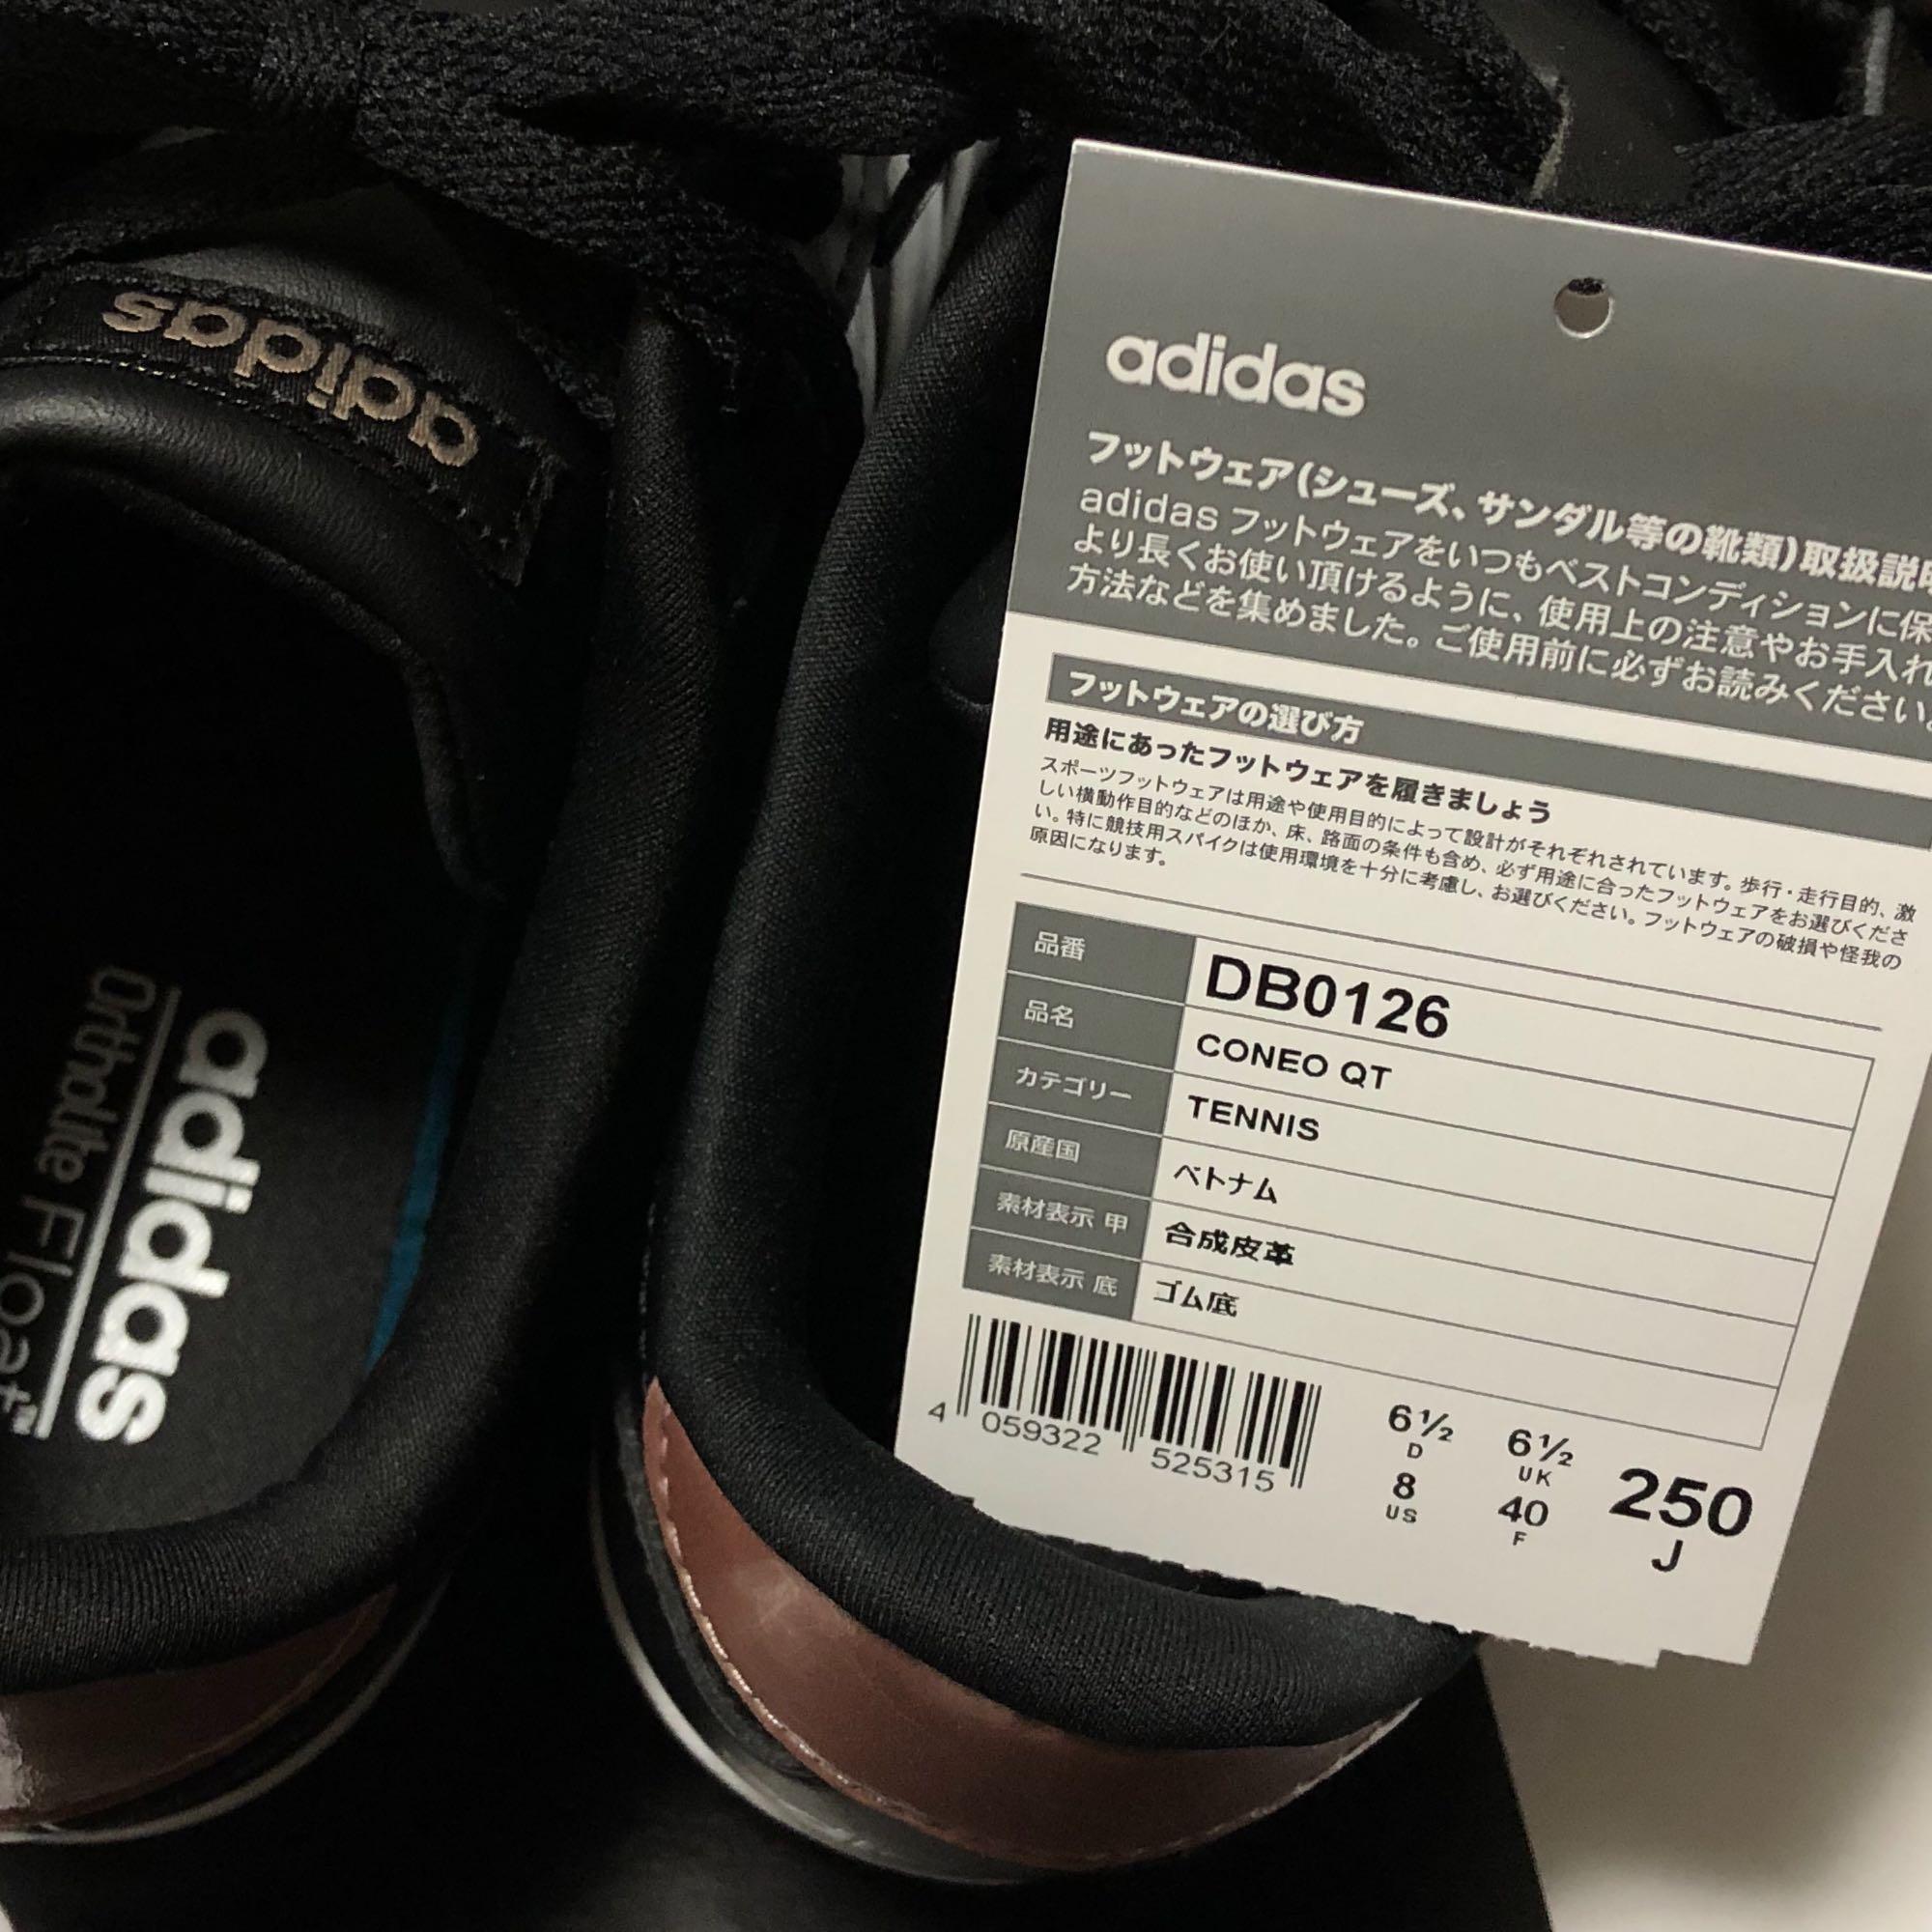 adidas
adidas
Ortholite Float™
adidas
フットウェア(シューズ、サンダル等の靴類)取扱説明
adidas フットウェアをいつもベストコンディションに保
より長くお使い頂けるように、使用上の注意やお手入れ
方法などを集めました。ご使用前に必ずお読みください。
フットウェアの選び方
用途にあったフットウェアを履きましょう
スポーツフットウェアは用途や使用目的によって設計がそれぞれされています。歩行・走行目的、激
しい横動作目的などのほか、床、路面の条件も含め、必ず用途に合ったフットウェアをお選びくださ
い。特に競技用スパイクは使用環境を十分に考慮し、お選びください。フットウェアの破損や怪我の
原因になります。
品番 DB0126
品名 CONEO QT
カテゴリー TENNIS
原産国 ベトナム
素材表示 甲 合成皮革
素材表示 底 ゴム底
4 059322 525315
6½ D
6½ UK
8 US
40 F
250 J